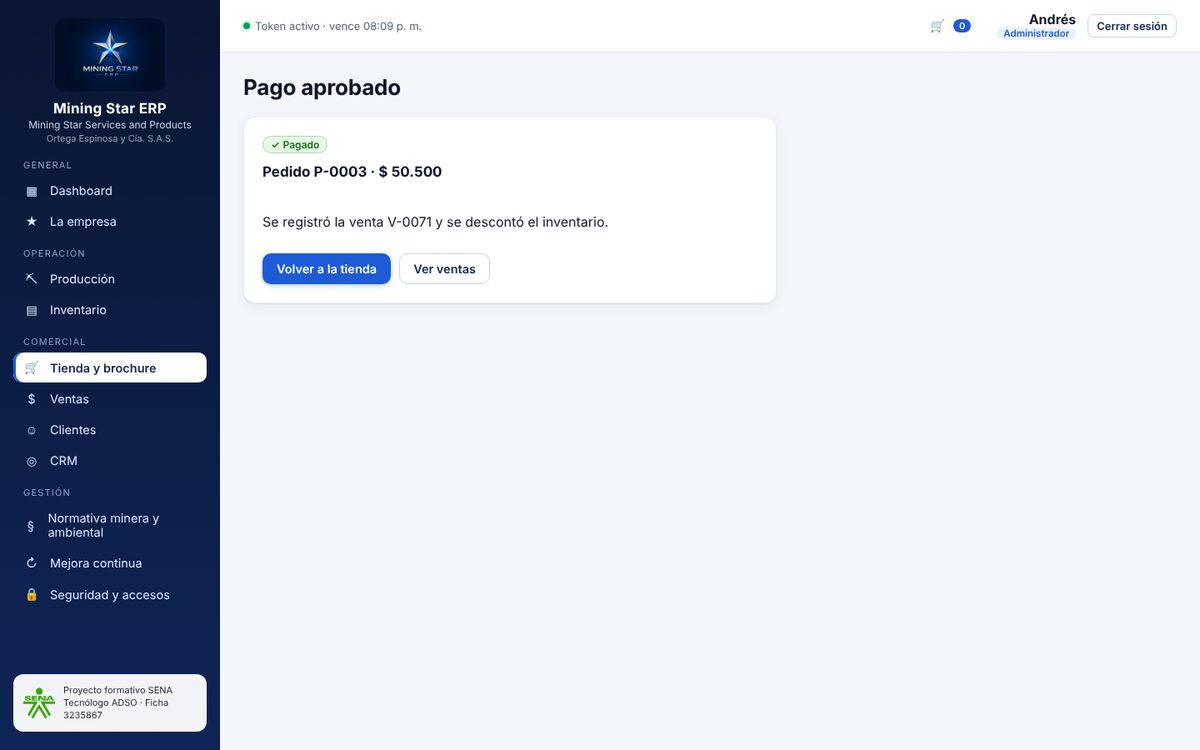 MINING STAR
ERP
Mining Star ERP
Mining Star Services and Products
Ortega Espinosa y Cía. S.A.S.
GENERAL
Dashboard
La empresa
OPERACIÓN
Producción
Inventario
COMERCIAL
Tienda y brochure
$ Ventas
Clientes
CRM
GESTIÓN
§ Normativa minera y
ambiental
Mejora continua
Seguridad y accesos
SENA
Proyecto formativo SENA
Tecnólogo ADSO · Ficha
3235867
Token activo · vence 08:09 p. m.
0
Andrés
Administrador
Cerrar sesión
Pago aprobado
✓ Pagado
Pedido P-0003 · $ 50.500
Se registró la venta V-0071 y se descontó el inventario.
Volver a la tienda
Ver ventas